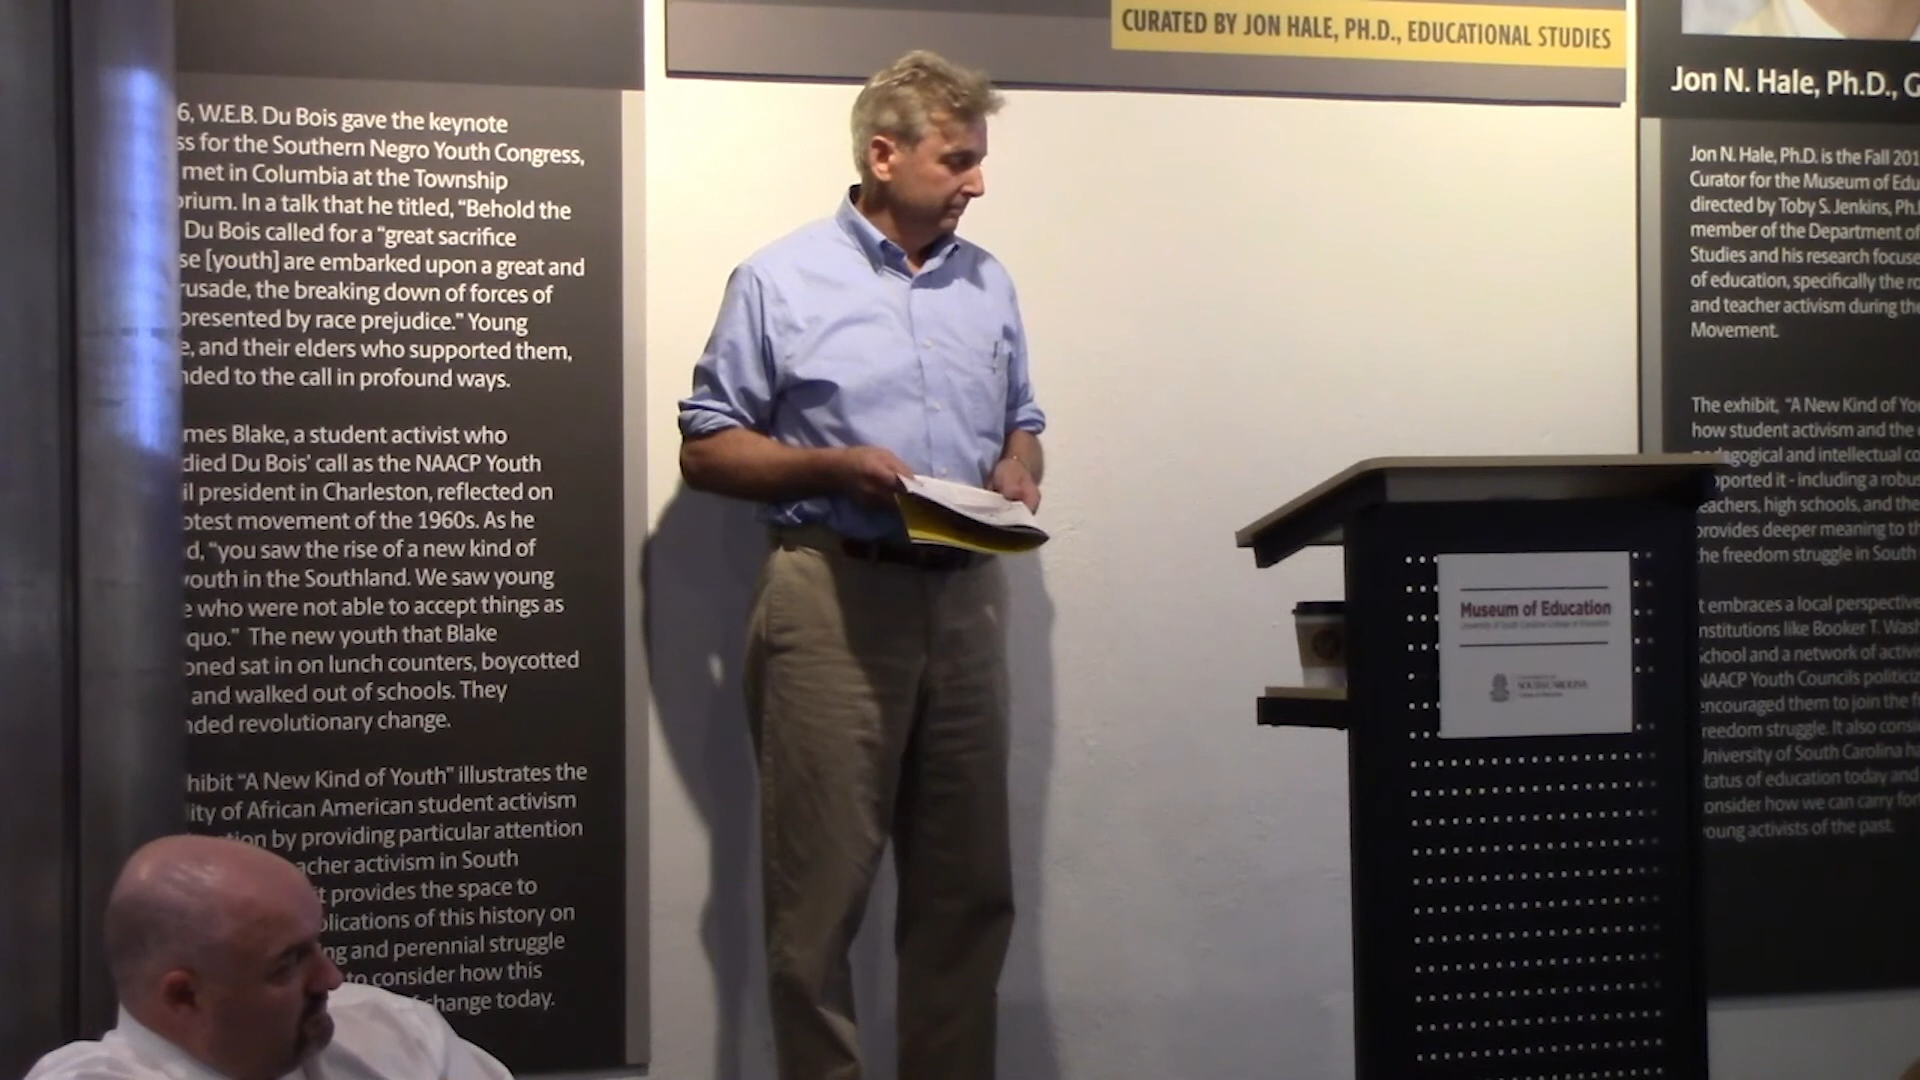 6, W.E.B. Du Bois gave the keynote
ss for the Southern Negro Youth Congress,
met in Columbia at the Township
orium. In a talk that he titled, “Behold the
Du Bois called for a “great sacrifice
se [youth] are embarked upon a great and
rusade, the breaking down of forces of
presented by race prejudice.” Young
e, and their elders who supported them,
nded to the call in profound ways.
mes Blake, a student activist who
died Du Bois’ call as the NAACP Youth
il president in Charleston, reflected on
otest movement of the 1960s. As he
d, “you saw the rise of a new kind of
youth in the Southland. We saw young
e who were not able to accept things as
quo.” The new youth that Blake
oned sat in on lunch counters, boycotted
and walked out of schools. They
nded revolutionary change.
hibit “A New Kind of Youth” illustrates the
lity of African American student activism
tion by providing particular attention
acher activism in South
it provides the space to
plications of this history on
ng and perennial struggle
to consider how this
change today.
CURATED BY JON HALE, PH.D., EDUCATIONAL STUDIES
Jon N. Hale, Ph.D., G
Jon N. Hale, Ph.D. is the Fall 201
Curator for the Museum of Edu
directed by Toby S. Jenkins, Ph.
member of the Department of
Studies and his research focuse
of education, specifically the ro
and teacher activism during the
Movement.
The exhibit, “A New Kind of You
how student activism and the
pedagogical and intellectual co
pported it - including a robus
eachers, high schools, and the
provides deeper meaning to th
the freedom struggle in South
t embraces a local perspective
nstitutions like Booker T. Wash
School and a network of activis
NAACP Youth Councils politiciz
encouraged them to join the f
freedom struggle. It also consi
University of South Carolina ha
tatus of education today and
onsider how we can carry for
oung activists of the past.
Museum of Education
University of South Carolina College of Education
SOUTH CAROLINA